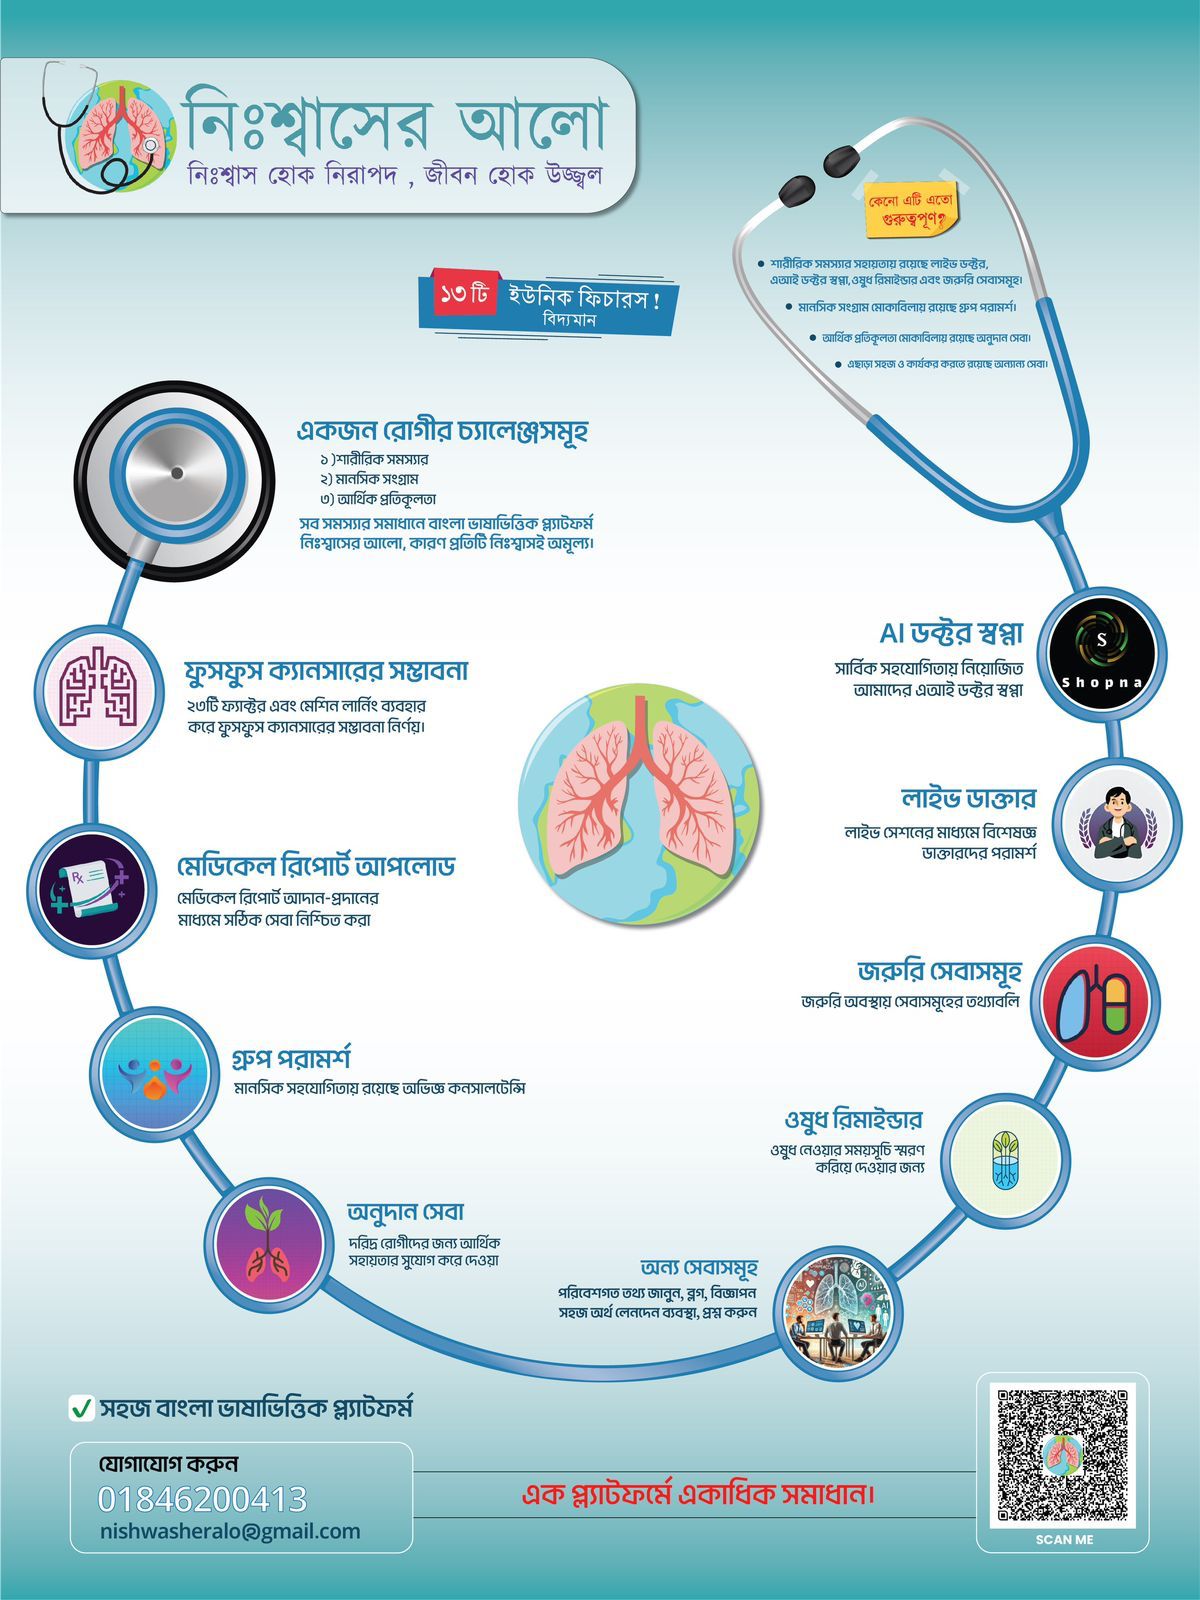 নিঃশ্বাসের আলো
নিঃশ্বাস হোক নিরাপদ , জীবন হোক উজ্জ্বল
কেনো এটি এতো
গুরুত্বপূণ?
শারীরিক সমস্যার সহায়তায় রয়েছে লাইভ ডক্টর,
এআই ডক্টর স্বপ্না,ওষুধ রিমাইন্ডার এবং জরুরি সেবাসমূহ।
মানসিক সংগ্রাম মোকাবিলায় রয়েছে গ্রুপ পরামর্শ।
আর্থিক প্রতিকূলতা মোকাবিলায় রয়েছে অনুদান সেবা।
এছাড়া সহজ ও কার্যকর করতে রয়েছে অন্যান্য সেবা।
১৩ টি ইউনিক ফিচারস !
বিদ্যমান
একজন রোগীর চ্যালেঞ্জসমূহ
১ )শারীরিক সমস্যার
২) মানসিক সংগ্রাম
৩) আর্থিক প্রতিকূলতা
সব সমস্যার সমাধানে বাংলা ভাষাভিত্তিক প্ল্যাটফর্ম
নিঃশ্বাসের আলো, কারণ প্রতিটি নিঃশ্বাসই অমূল্য।
ফুসফুস ক্যানসারের সম্ভাবনা
২৩টি ফ্যাক্টর এবং মেশিন লার্নিং ব্যবহার
করে ফুসফুস ক্যানসারের সম্ভাবনা নির্ণয়।
মেডিকেল রিপোর্ট আপলোড
মেডিকেল রিপোর্ট আদান-প্রদানের
মাধ্যমে সঠিক সেবা নিশ্চিত করা
গ্রুপ পরামর্শ
মানসিক সহযোগিতায় রয়েছে অভিজ্ঞ কনসালটেন্সি
অনুদান সেবা
দরিদ্র রোগীদের জন্য আর্থিক
সহায়তার সুযোগ করে দেওয়া
AI ডক্টর স্বপ্না
সার্বিক সহযোগিতায় নিয়োজিত
আমাদের এআই ডক্টর স্বপ্না
S
Shopna
লাইভ ডাক্তার
লাইভ সেশনের মাধ্যমে বিশেষজ্ঞ
ডাক্তারদের পরামর্শ
জরুরি সেবাসমূহ
জরুরি অবস্থায় সেবাসমূহের তথ্যাবলি
ওষুধ রিমাইন্ডার
ওষুধ নেওয়ার সময়সূচি স্মরণ
করিয়ে দেওয়ার জন্য
অন্য সেবাসমূহ
পরিবেশগত তথ্য জানুন, ব্লগ, বিজ্ঞাপন
সহজ অর্থ লেনদেন ব্যবস্থা, প্রশ্ন করুন
Rx
সহজ বাংলা ভাষাভিত্তিক প্ল্যাটফর্ম
যোগাযোগ করুন
01846200413
nishwasheralo@gmail.com
এক প্ল্যাটফর্মে একাধিক সমাধান।
SCAN ME